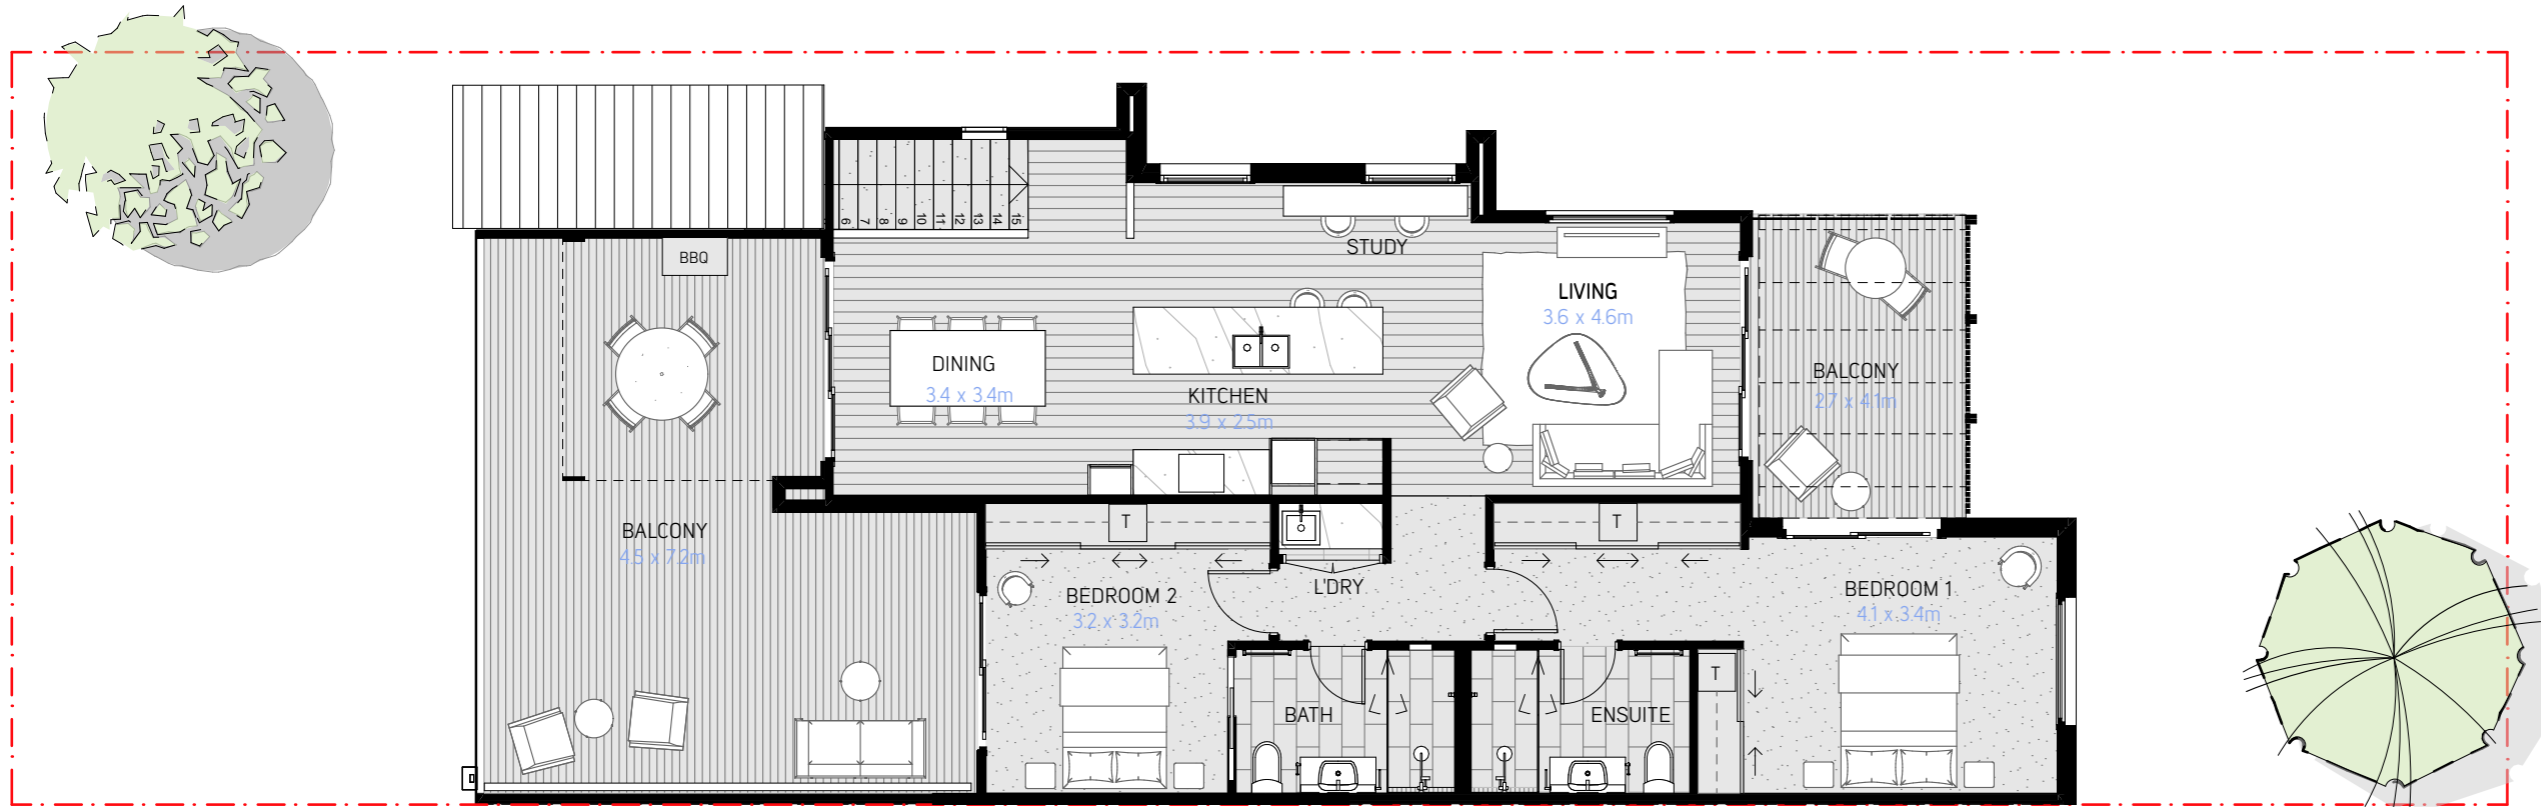 6 7 8 9 10 11 12 13 14 15
BBQ
STUDY
LIVING
3.6 x 4.6m
DINING
3.4 x 3.4m
KITCHEN
3.9 x 2.5m
BALCONY
2.7 x 4.1m
BALCONY
4.5 x 7.2m
T
T
L'DRY
BEDROOM 2
3.2 x 3.2m
BEDROOM 1
4.1 x 3.4m
T
BATH
ENSUITE